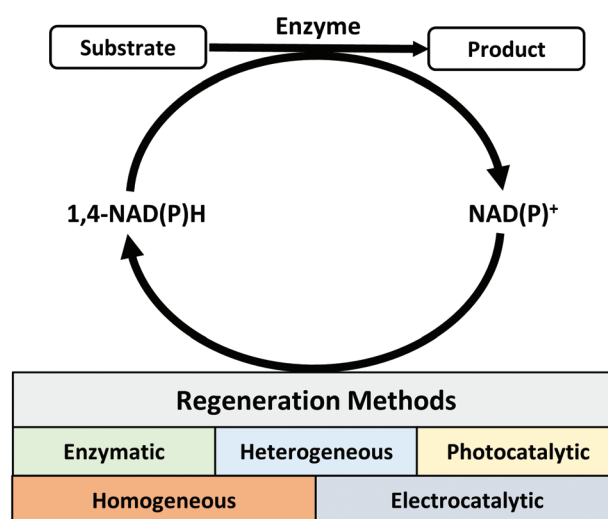 Enzyme
Substrate
Product
1,4-NAD(P)H
NAD(P)⁺
Regeneration Methods
Enzymatic
Heterogeneous
Photocatalytic
Homogeneous
Electrocatalytic